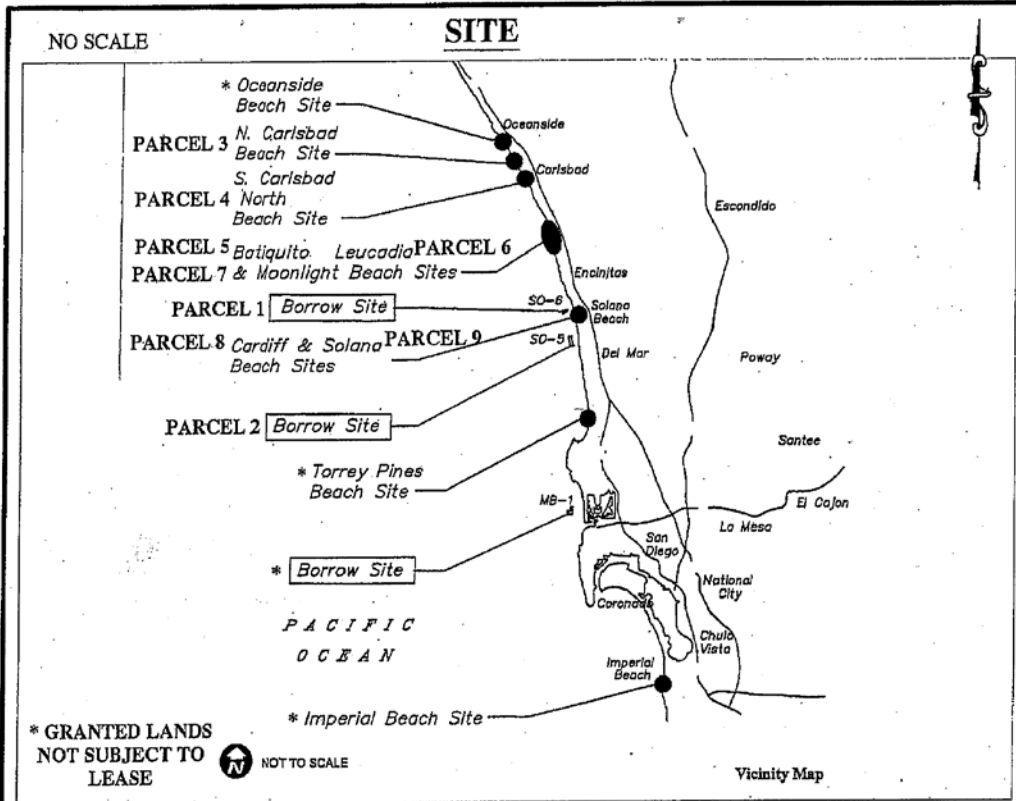 NO SCALE
SITE
* Oceanside
Beach Site
Oceanside
PARCEL 3 N. Carlsbad
Beach Site
Carlsbad
S. Carlsbad
PARCEL 4 North
Beach Site
Escondido
PARCEL 5 Batiquito Leucadia PARCEL 6
PARCEL 7 & Moonlight Beach Sites
Encinitas
PARCEL 1 Borrow Site
SO-6
Solana
Beach
PARCEL 8 Cardiff & Solana PARCEL 9
Beach Sites
SO-5
Del Mar
Poway
PARCEL 2 Borrow Site
Santee
* Torrey Pines
Beach Site
MB-1
El Cajon
La Mesa
San
Diego
* Borrow Site
National
City
Coronado
PACIFIC
OCEAN
Chula
Vista
Imperial
Beach
* Imperial Beach Site
* GRANTED LANDS
NOT SUBJECT TO
LEASE
N NOT TO SCALE
Vicinity Map